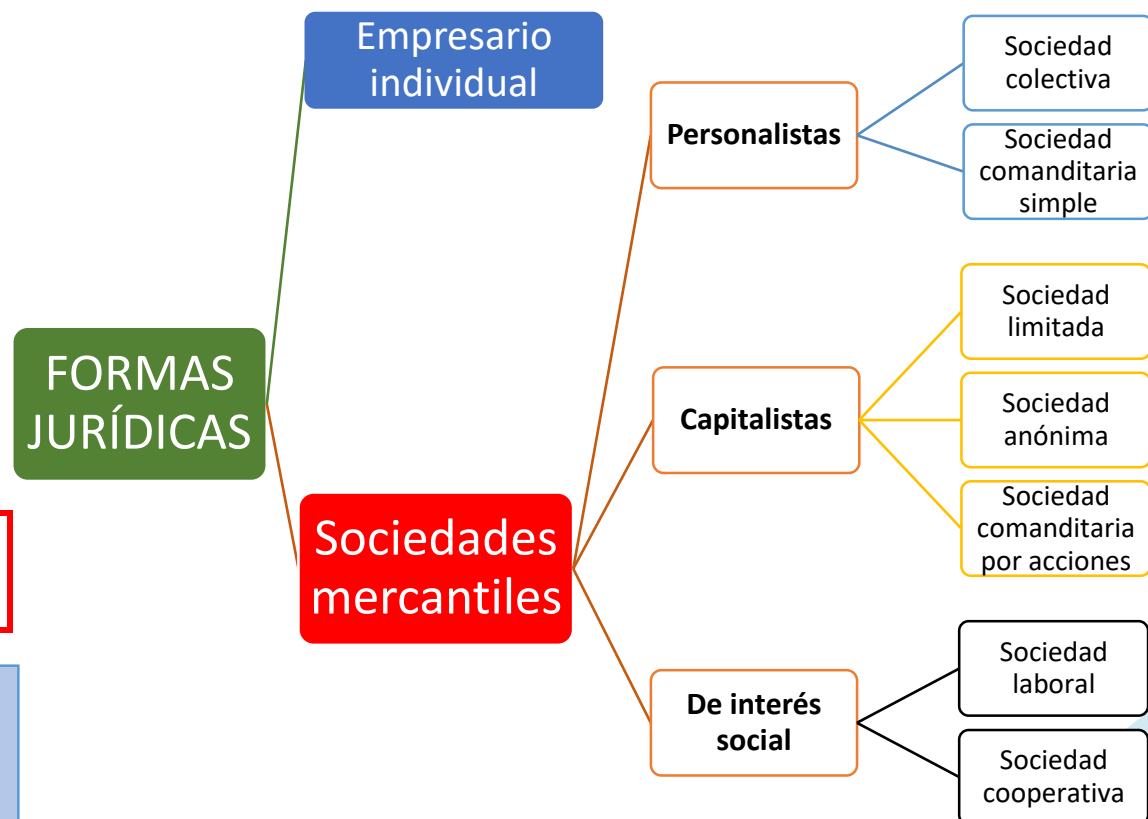 FORMAS
JURÍDICAS
Empresario
individual
Sociedades
mercantiles
Personalistas
Sociedad
colectiva
Sociedad
comanditaria
simple
Capitalistas
Sociedad
limitada
Sociedad
anónima
Sociedad
comanditaria
por acciones
De interés
social
Sociedad
laboral
Sociedad
cooperativa